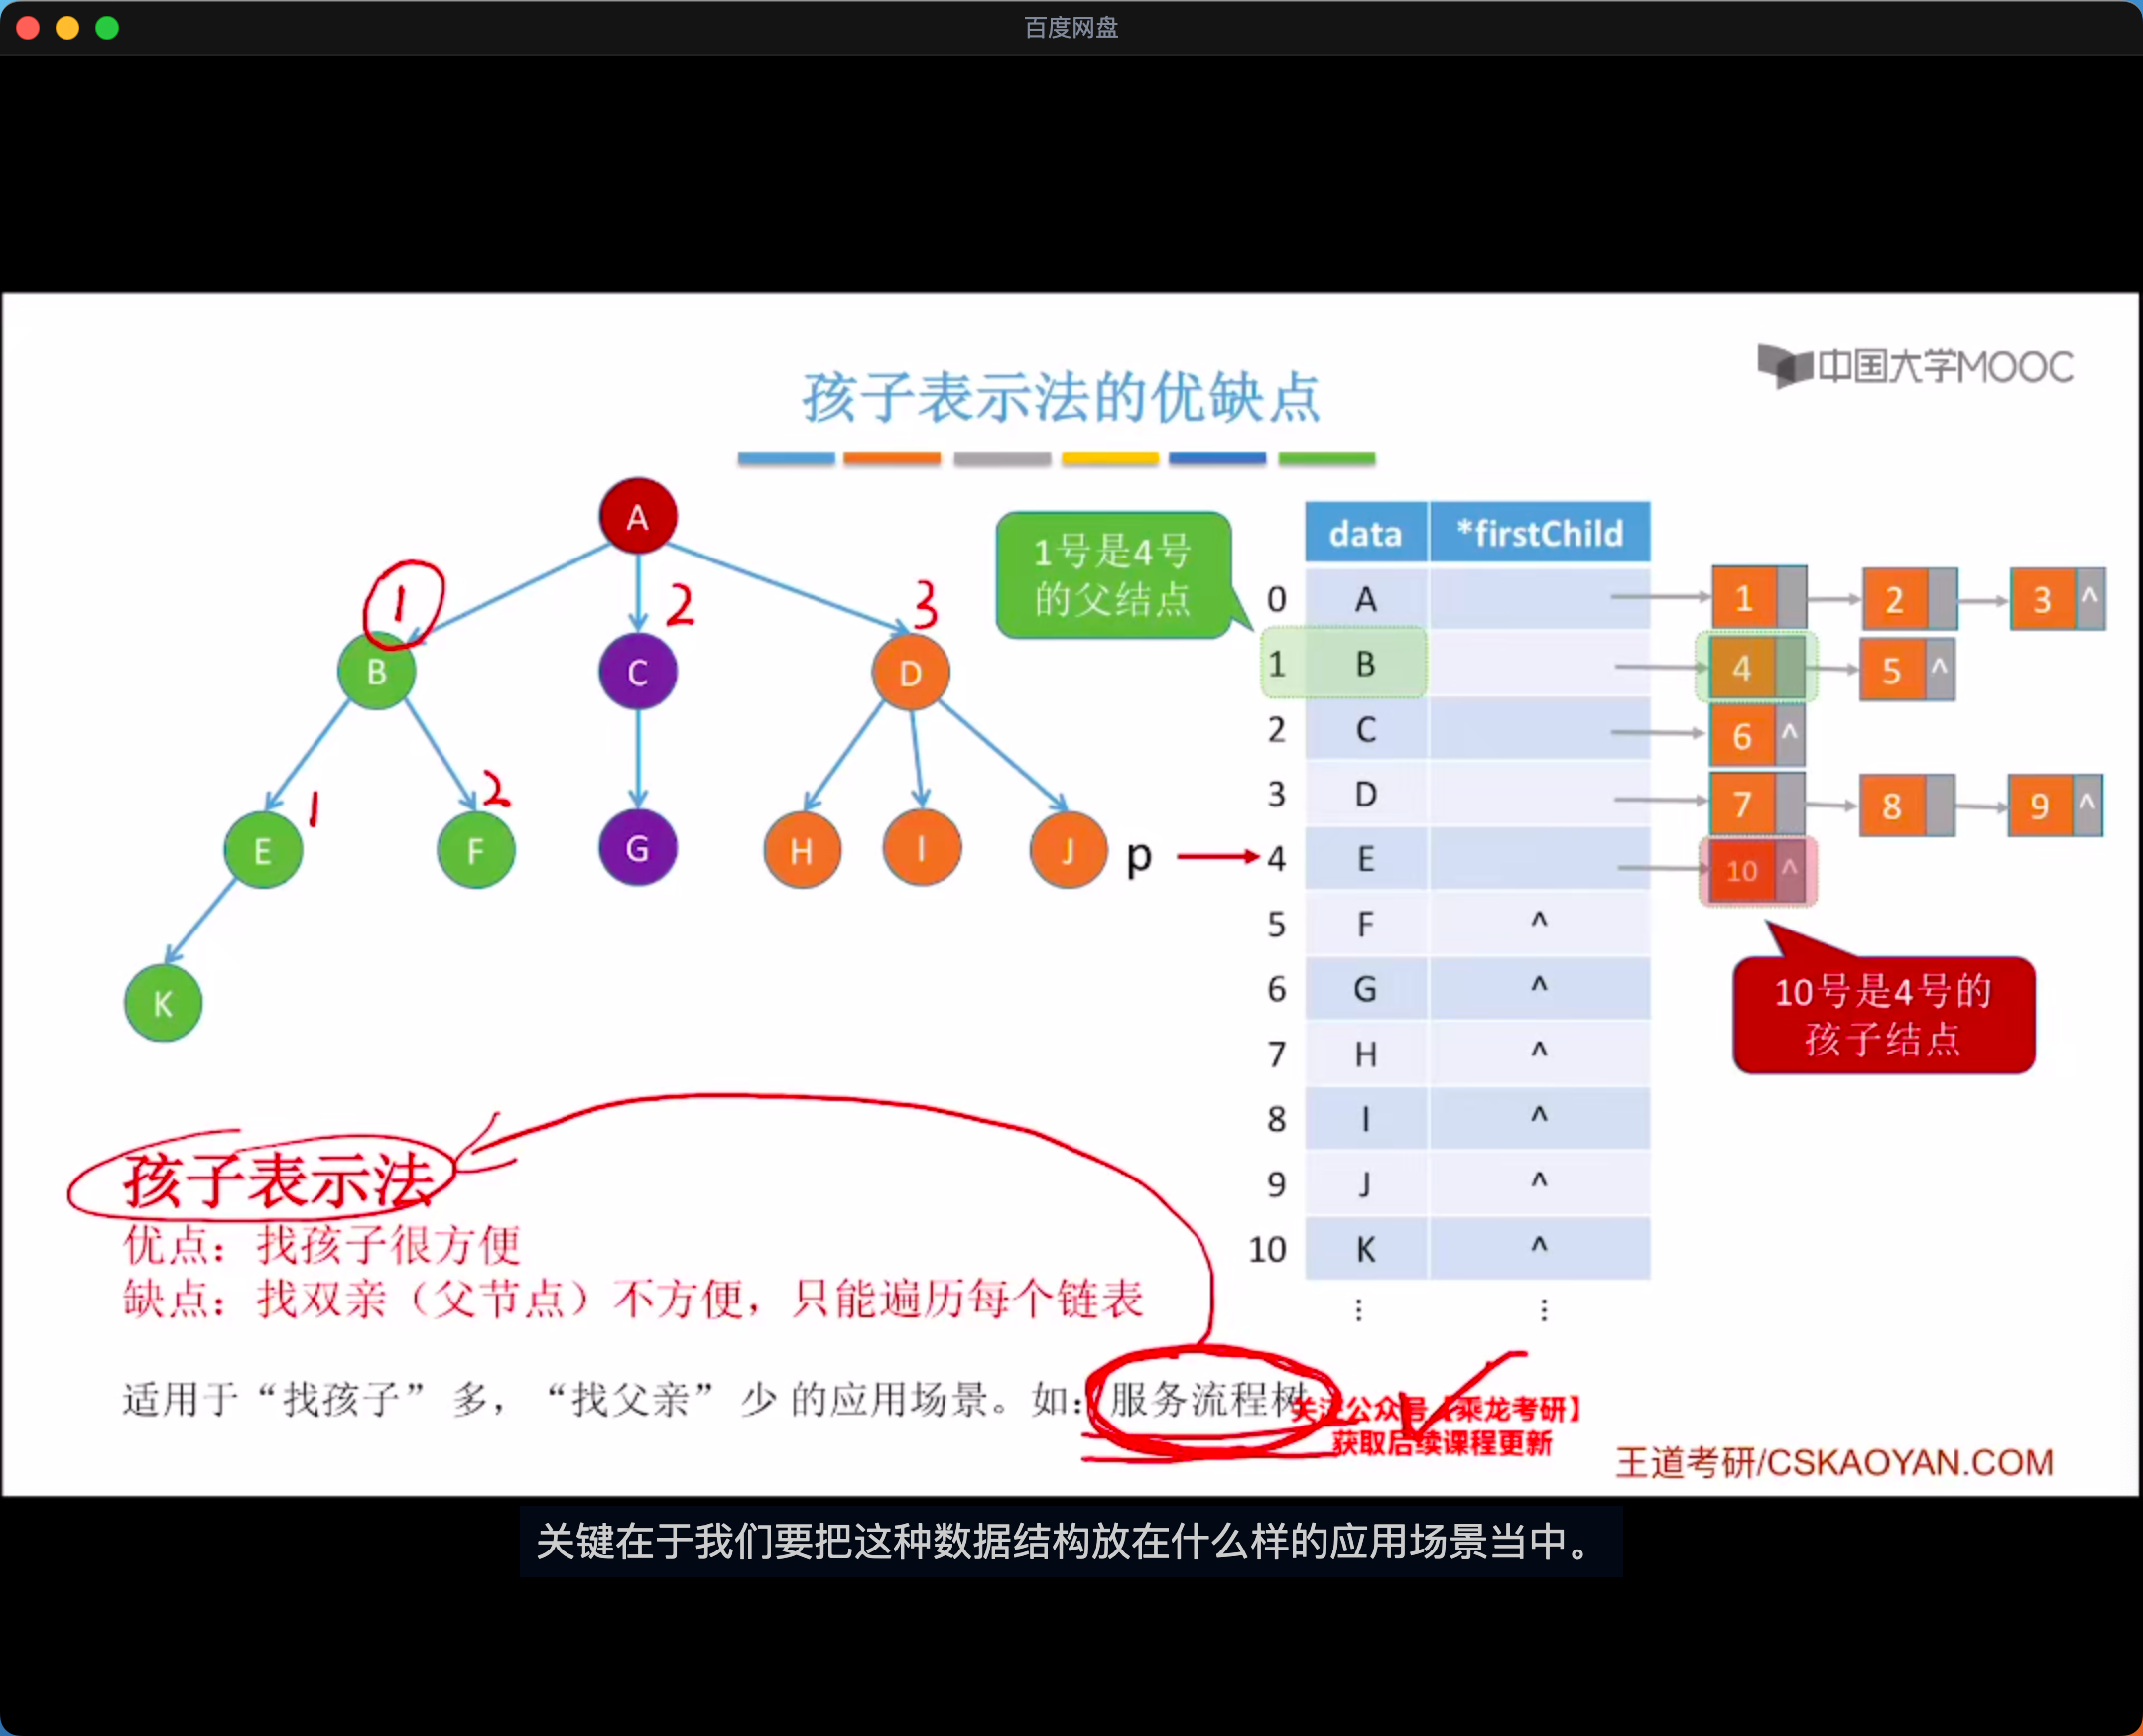 百度网盘
中国大学MOOC
孩子表示法的优缺点
A
1
2
3
B
C
D
1
2
E
F
G
H
I
J
K
1号是4号
的父结点
p
data *firstChild
0 A 1 2 3 ^
1 B 4 5 ^
2 C 6 ^
3 D 7 8 9 ^
4 E 10 ^
5 F ^
6 G ^
7 H ^
8 I ^
9 J ^
10 K ^
⋮ ⋮
10号是4号的
孩子结点
孩子表示法
优点：找孩子很方便
缺点：找双亲（父节点）不方便，只能遍历每个链表
适用于“找孩子” 多，“找父亲” 少 的应用场景。如：服务流程树
关注公众号【乘龙考研】
获取后续课程更新
王道考研/CSKAOYAN.COM
关键在于我们要把这种数据结构放在什么样的应用场景当中。